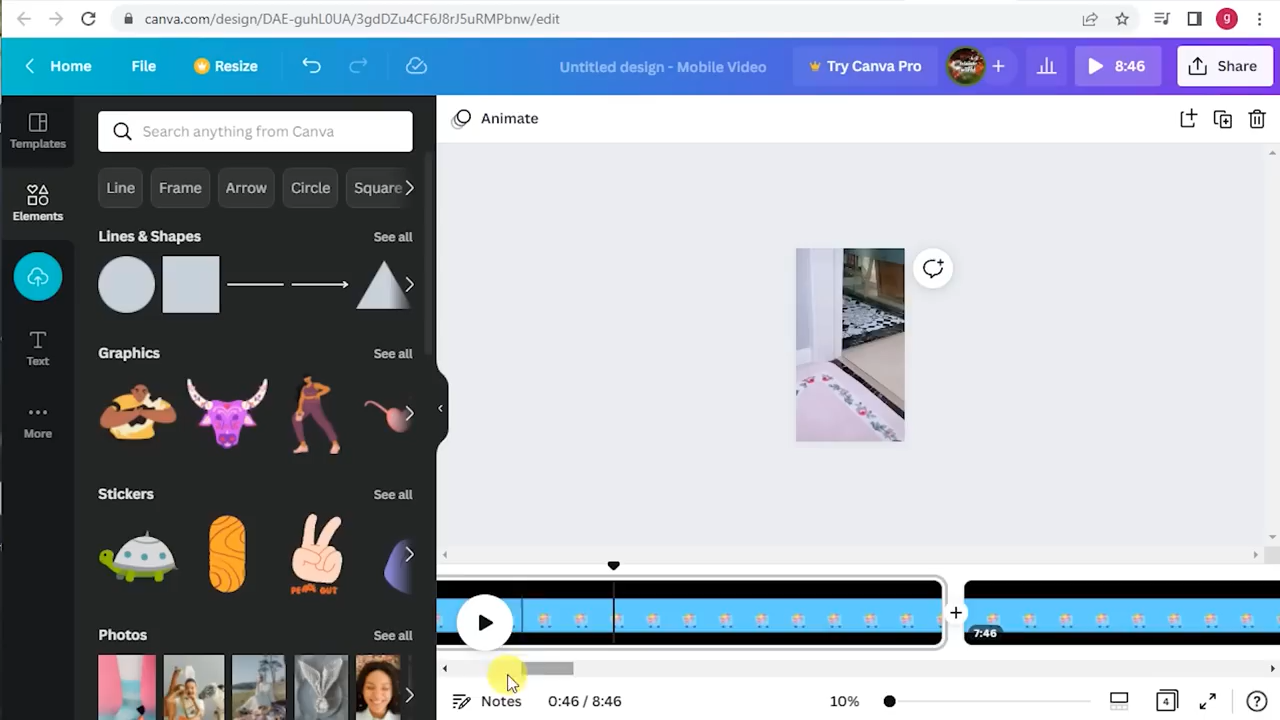 canva.com/design/DAE-guhL0UA/3gdDZu4CF6J8rJ5uRMPbnw/edit
g
Home
File
Resize
Untitled design - Mobile Video
Try Canva Pro
8:46
Share
Templates
Elements
Text
More
Search anything from Canva
Line
Frame
Arrow
Circle
Square
Lines & Shapes
See all
Graphics
See all
Stickers
See all
PEACE OUT
Photos
See all
Animate
7:46
Notes
0:46 / 8:46
10%
4